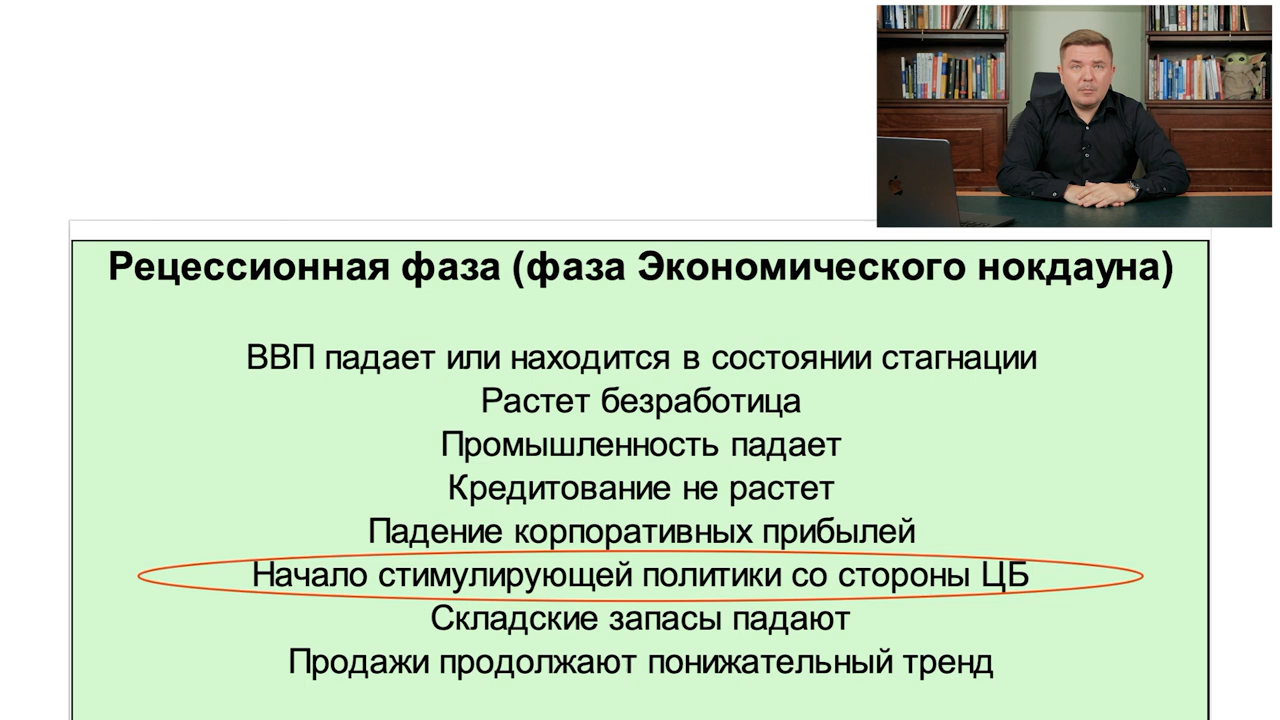 Рецессионная фаза (фаза Экономического нокдауна)
ВВП падает или находится в состоянии стагнации
Растет безработица
Промышленность падает
Кредитование не растет
Падение корпоративных прибылей
Начало стимулирующей политики со стороны ЦБ
Складские запасы падают
Продажи продолжают понижательный тренд